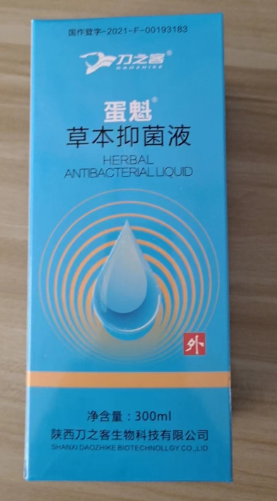 国作登字-2021-F-00193183
刀之客®
DAOZHIKE
蛋魁®
草本抑菌液
HERBAL
ANTIBACTERIAL LIQUID
外
净含量：300ml
陕西刀之客生物科技有限公司
SHANXI DAOZHIKE BIOTECHNOLLGY CO.,LTD